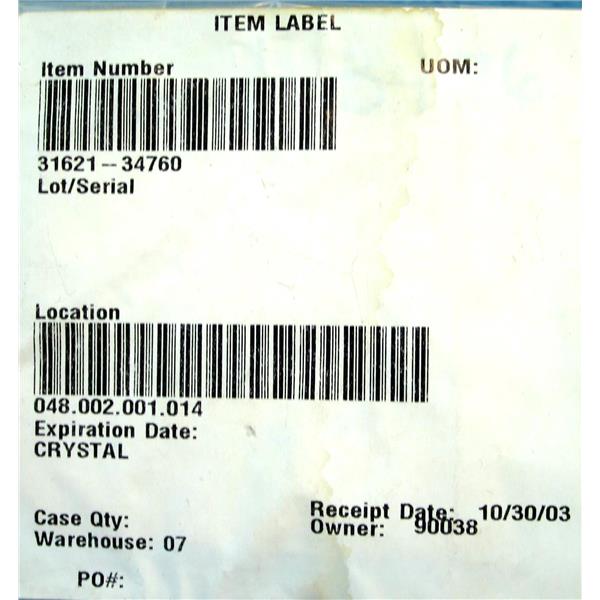 ITEM LABEL
Item Number UOM:
31621-34760
Lot/Serial
Location
048.002.001.014
Expiration Date:
CRYSTAL
Receipt Date: 10/30/03
Case Qty: Owner: 90038
Warehouse: 07
PO#: